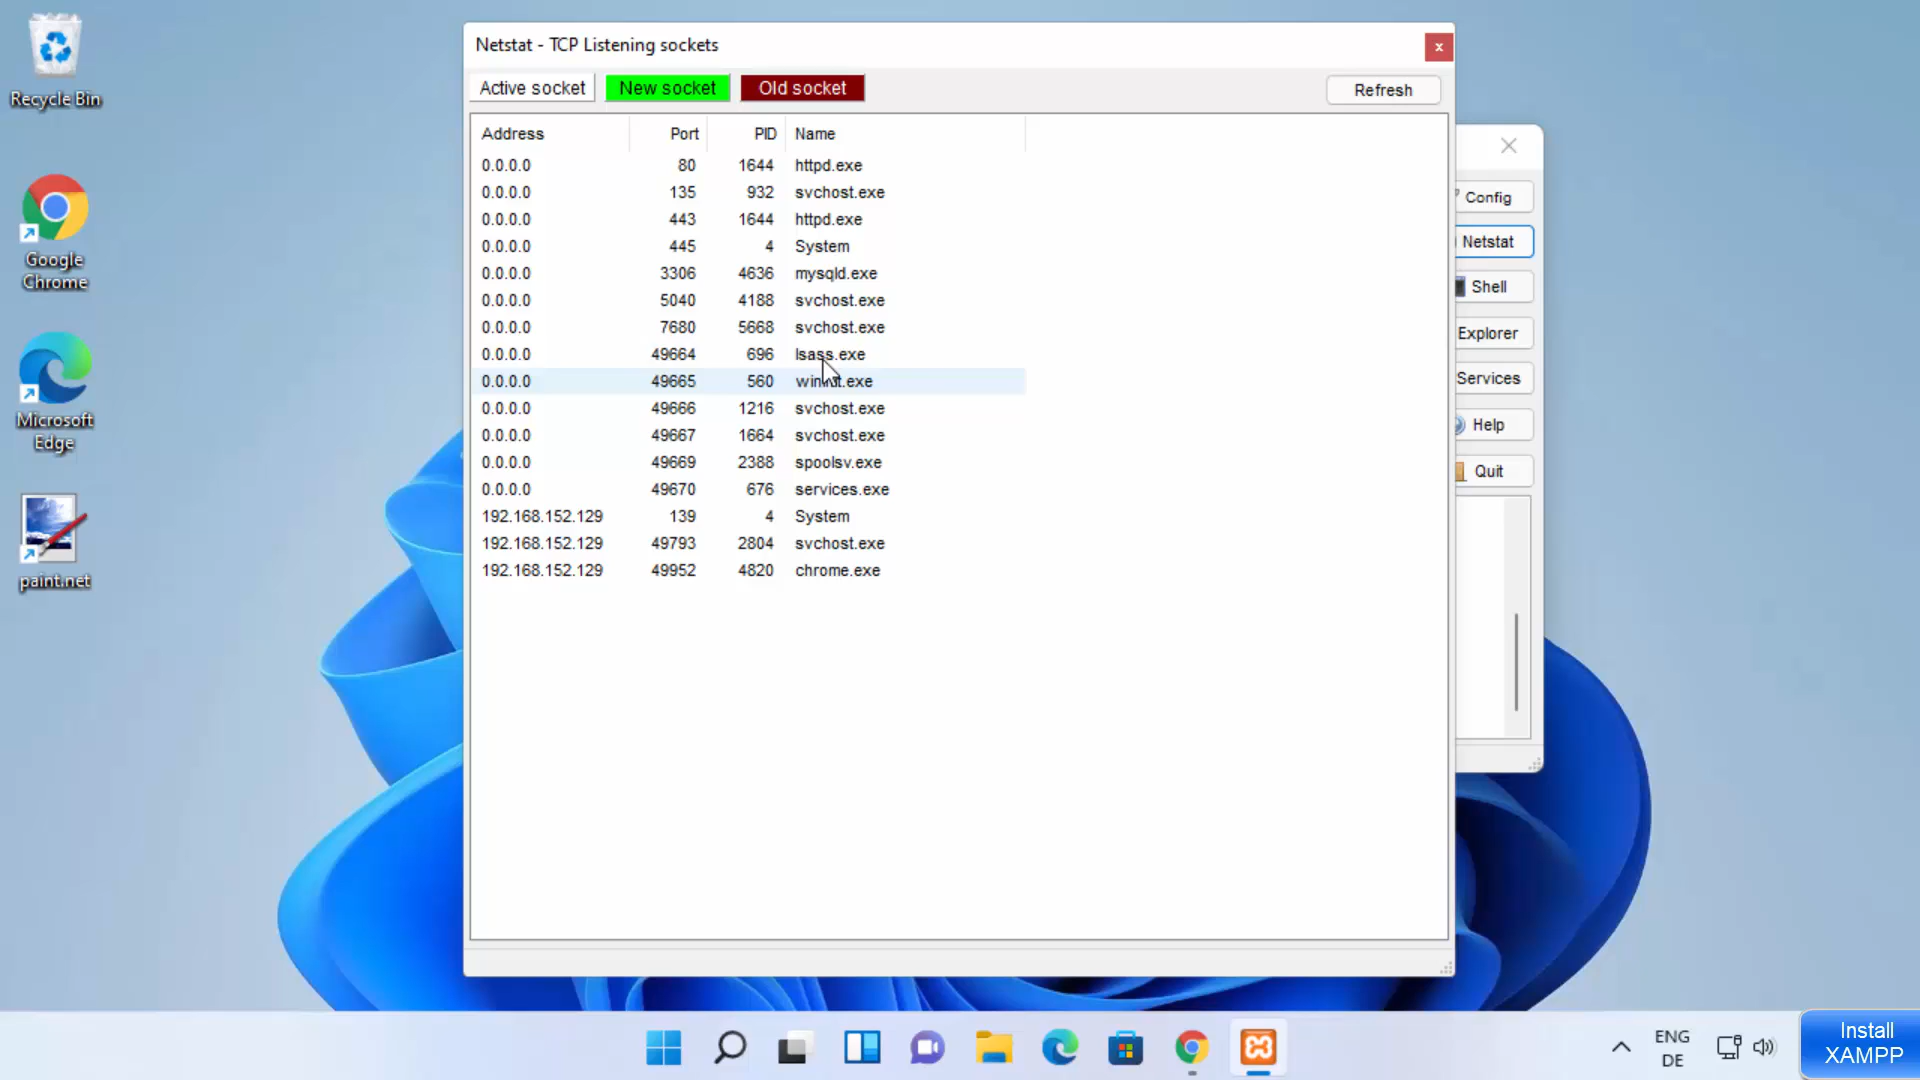 Recycle Bin
Google
Chrome
Microsoft
Edge
paint.net
Netstat - TCP Listening sockets
x
Active socket New socket Old socket Refresh
Address Port PID Name
0.0.0.0 80 1644 httpd.exe
0.0.0.0 135 932 svchost.exe
0.0.0.0 443 1644 httpd.exe
0.0.0.0 445 4 System
0.0.0.0 3306 4636 mysqld.exe
0.0.0.0 5040 4188 svchost.exe
0.0.0.0 7680 5668 svchost.exe
0.0.0.0 49664 696 lsass.exe
0.0.0.0 49665 560
0.0.0.0 49666 1216 svchost.exe
0.0.0.0 49667 1664 svchost.exe
0.0.0.0 49669 2388 spoolsv.exe
0.0.0.0 49670 676 services.exe
192.168.152.129 139 4 System
192.168.152.129 49793 2804 svchost.exe
192.168.152.129 49952 4820 chrome.exe
Config
Netstat
Shell
Explorer
Services
Help
Quit
ENG
DE
Install
XAMPP